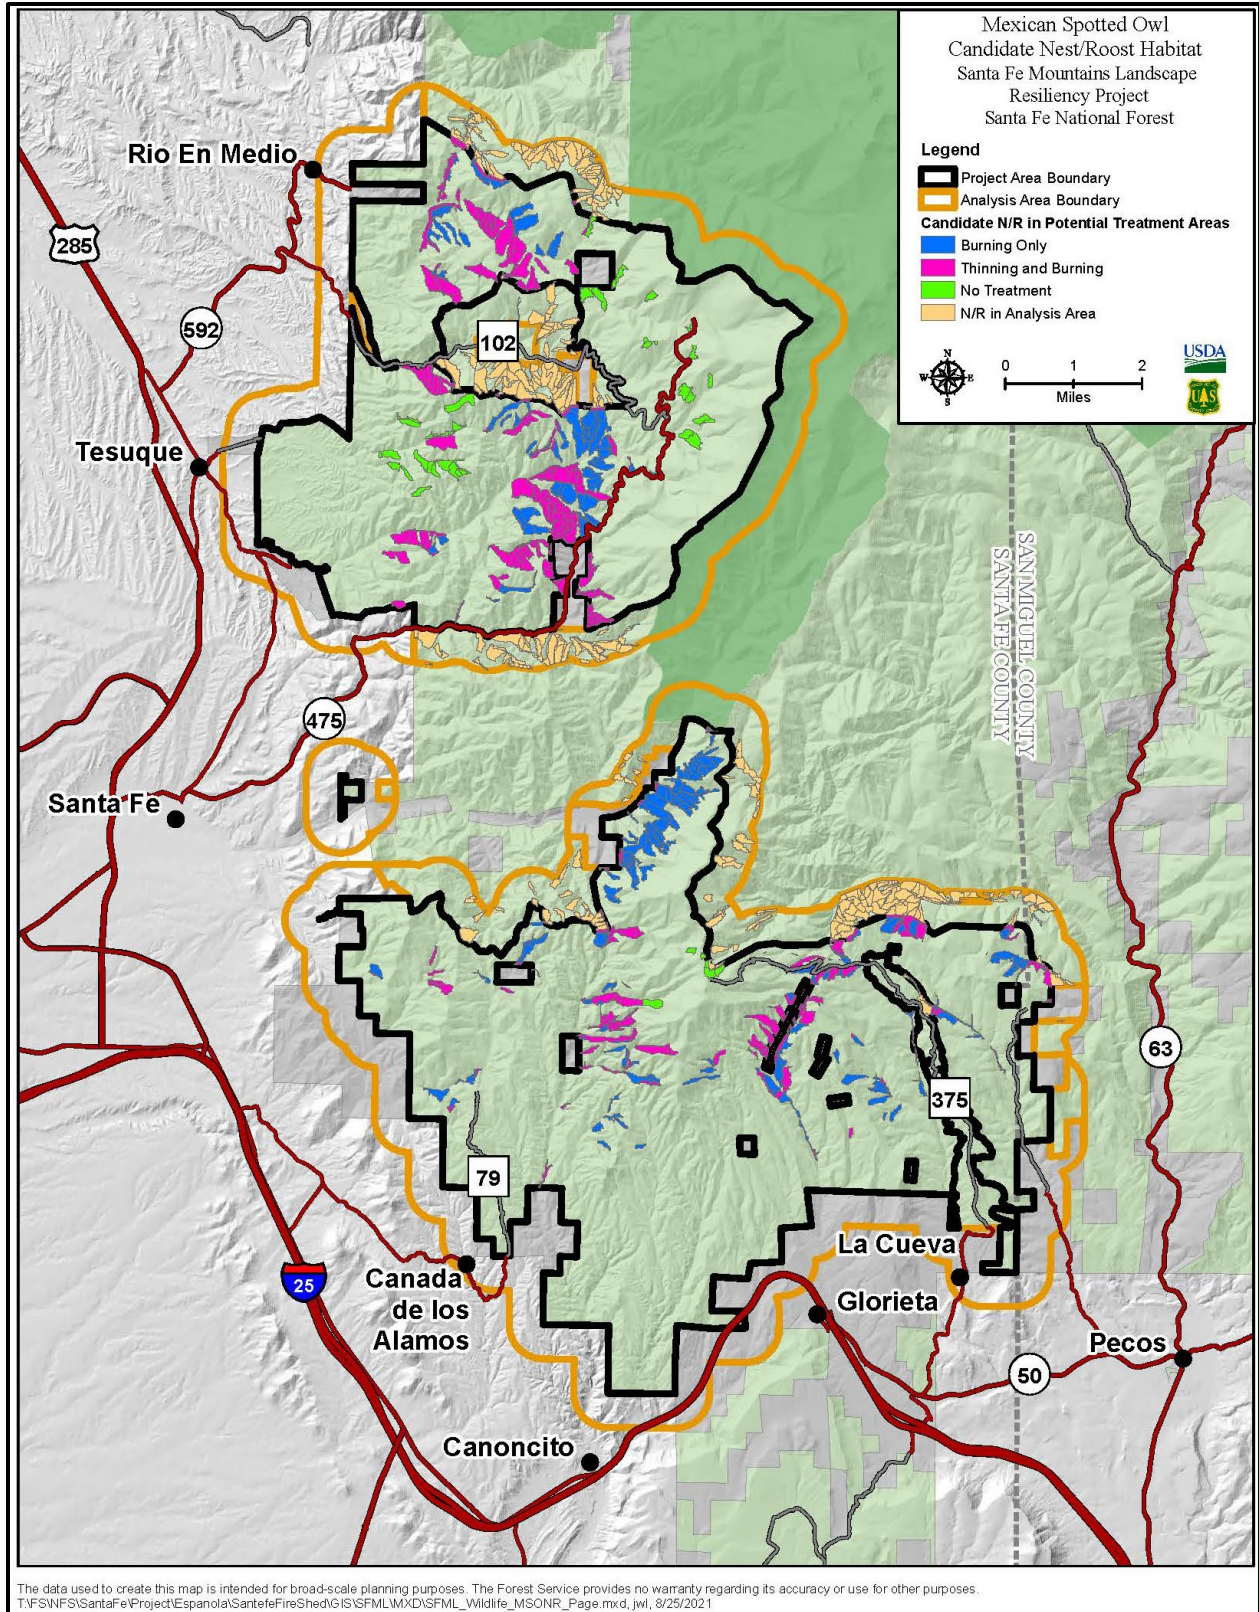 Mexican Spotted Owl
Candidate Nest/Roost Habitat
Santa Fe Mountains Landscape
Resiliency Project
Santa Fe National Forest
Legend
Project Area Boundary
Analysis Area Boundary
Candidate N/R in Potential Treatment Areas
Burning Only
Thinning and Burning
No Treatment
N/R in Analysis Area
N
W E
S
0 1 2
Miles
USDA
UAS
Rio En Medio
285
592
102
Tesuque
SAN MIGUEL COUNTY
SANTA FE COUNTY
475
Santa Fe
63
375
79
La Cueva
Canada
de los
Alamos
25
Glorieta
Pecos
50
Canoncito
The data used to create this map is intended for broad-scale planning purposes. The Forest Service provides no warranty regarding its accuracy or use for other purposes.
T:\FS\NFS\SantaFe\Project\Espanola\SantefeFireShed\GIS\SFML\MXD\SFML_Wildlife_MSONR_Page.mxd, jwl, 8/25/2021